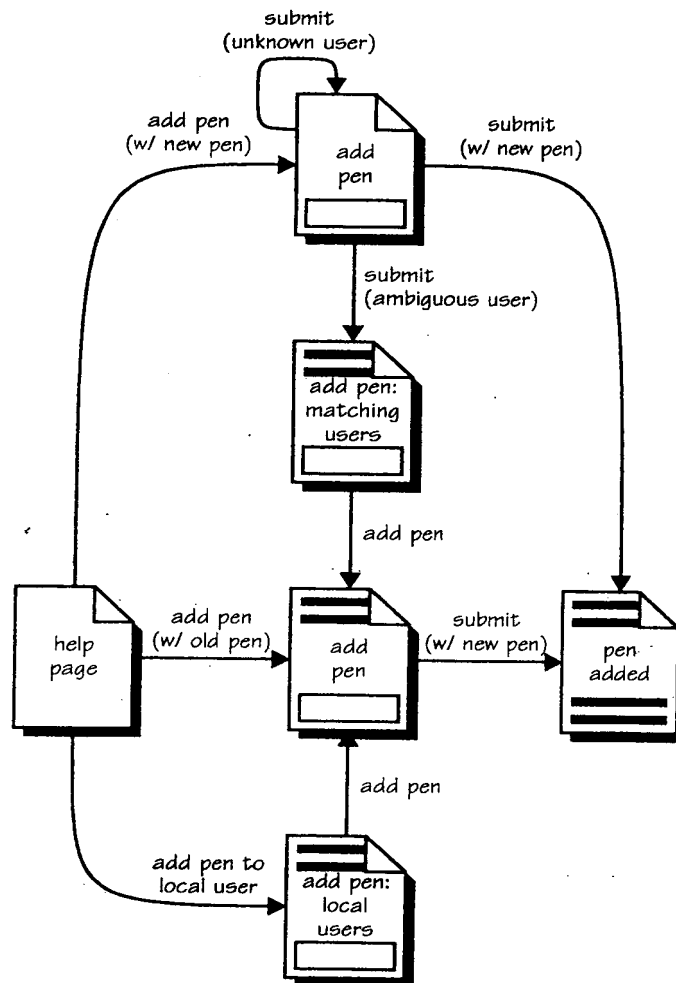 submit
(unknown user)
add pen
(w/ new pen)
add
pen
submit
(w/ new pen)
submit
(ambiguous user)
add pen:
matching
users
add pen
help
page
add pen
(w/ old pen)
add
pen
submit
(w/ new pen)
pen
added
add pen
add pen to
local user
add pen:
local
users